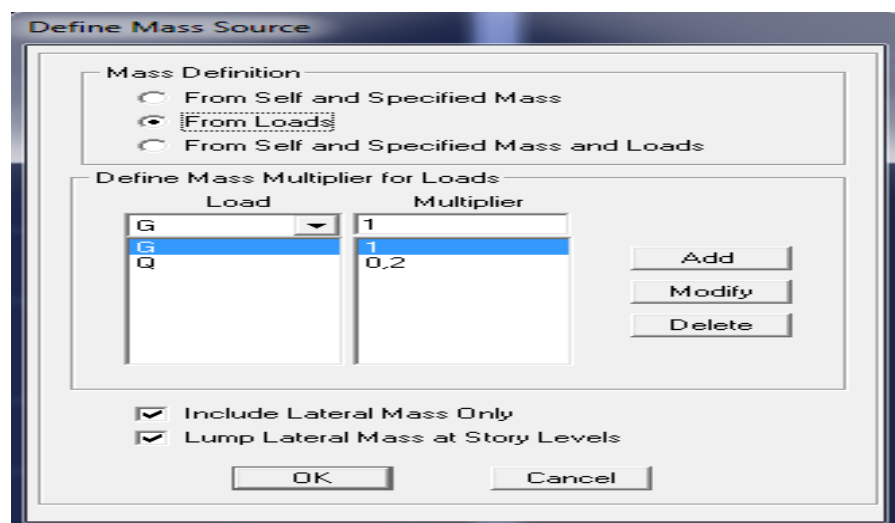 Define Mass Source
Mass Definition
From Self and Specified Mass
From Loads
From Self and Specified Mass and Loads
Define Mass Multiplier for Loads
Load Multiplier
G 1
G 1
Q 0,2
Add
Modify
Delete
Include Lateral Mass Only
Lump Lateral Mass at Story Levels
OK Cancel